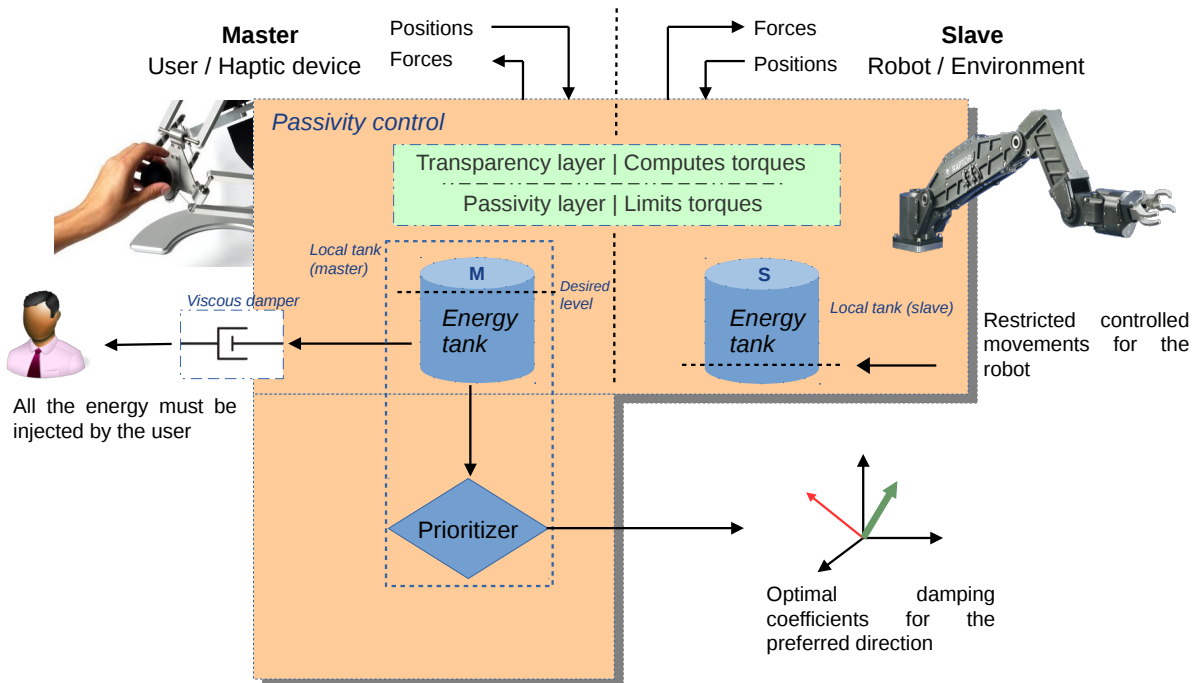 Master
User / Haptic device
Positions
Forces
Forces
Positions
Slave
Robot / Environment
Passivity control
Transparency layer | Computes torques
Passivity layer | Limits torques
Local tank
(master)
M
Energy
tank
Desired
level
S
Energy
tank
Local tank (slave)
Viscous damper
All the energy must be
injected by the user
Restricted controlled
movements for the
robot
Prioritizer
Optimal damping
coefficients for the
preferred direction